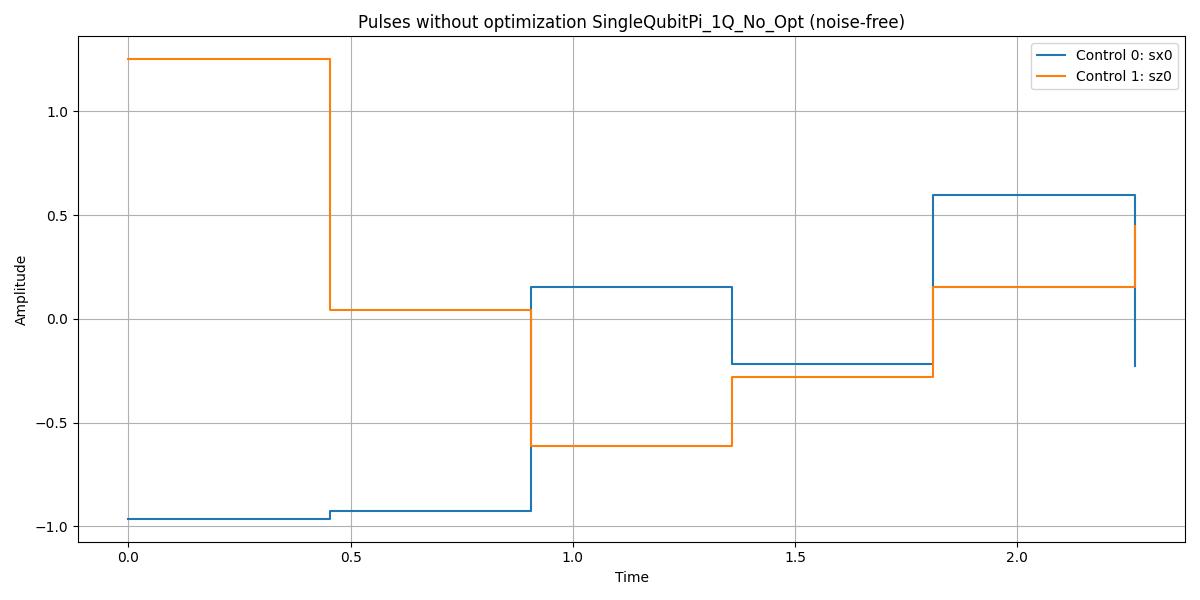 Pulses without optimization SingleQubitPi_1Q_No_Opt (noise-free)
Control 0: sx0
Control 1: sz0
Amplitude
1.0
0.5
0.0
−0.5
−1.0
0.0 0.5 1.0 1.5 2.0
Time